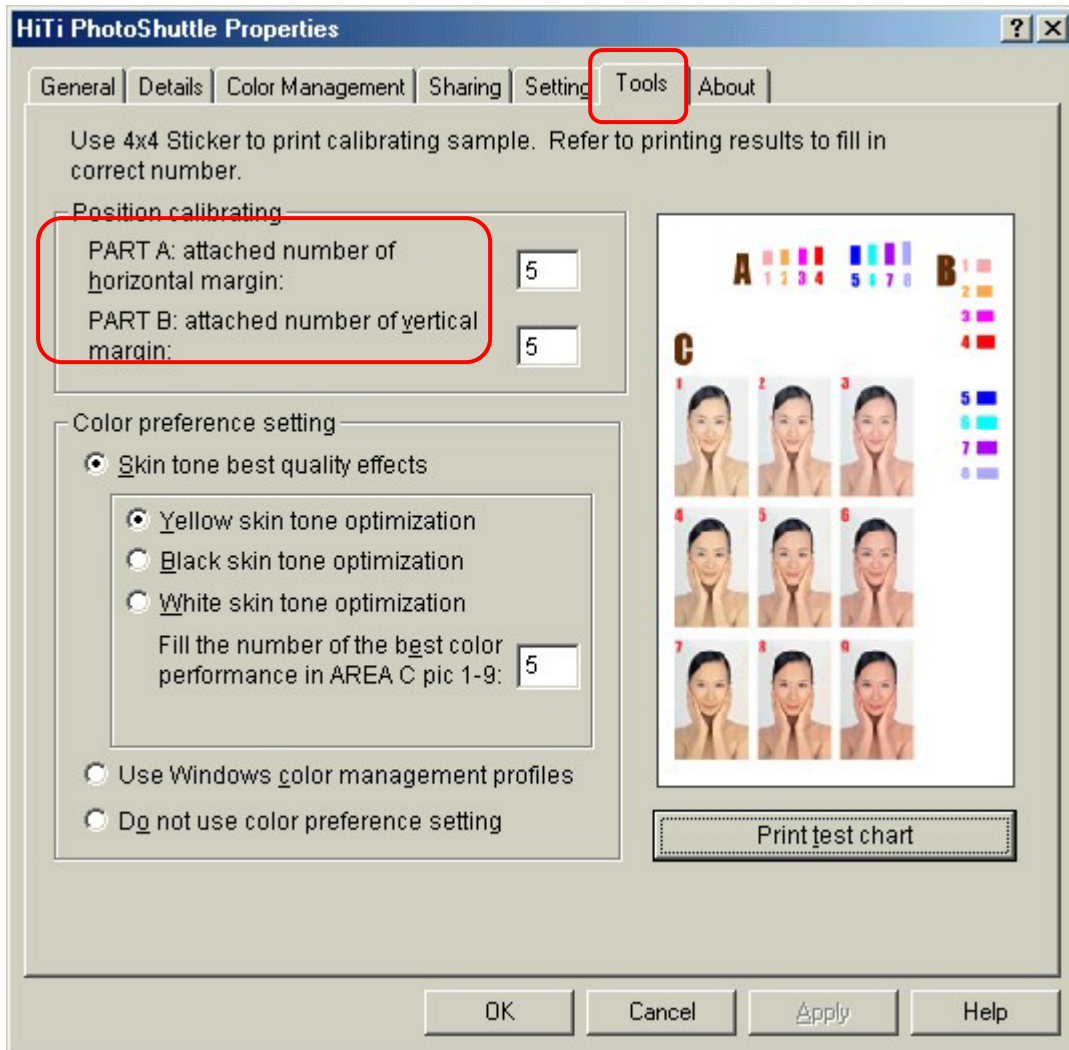 HiTi PhotoShuttle Properties
General Details Color Management Sharing Setting Tools About
Use 4x4 Sticker to print calibrating sample. Refer to printing results to fill in
correct number.
Position calibrating
PART A: attached number of
horizontal margin:
5
PART B: attached number of vertical
margin:
5
Color preference setting
Skin tone best quality effects
Yellow skin tone optimization
Black skin tone optimization
White skin tone optimization
Fill the number of the best color
performance in AREA C pic 1-9:
5
Use Windows color management profiles
Do not use color preference setting
A
1 2 3 4 5 6 7 8
B
1
2
3
4
5
6
7
8
C
1 2 3
4 5 6
7 8 9
Print test chart
OK Cancel Apply Help